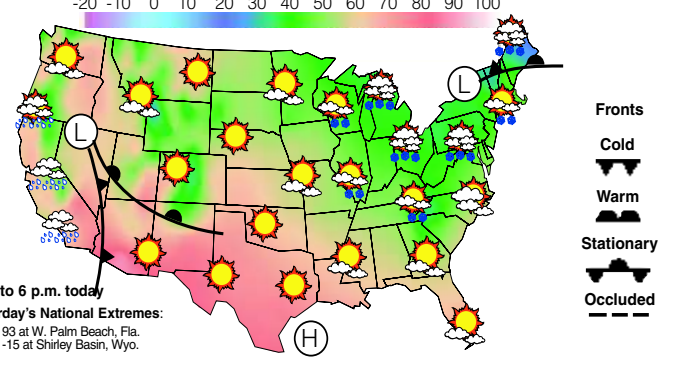 -20 -10 0 10 20 30 40 50 60 70 80 90 100
L
L
H
Fronts
Cold
Warm
Stationary
Occluded
to 6 p.m. today
rday's National Extremes:
93 at W. Palm Beach, Fla.
-15 at Shirley Basin, Wyo.